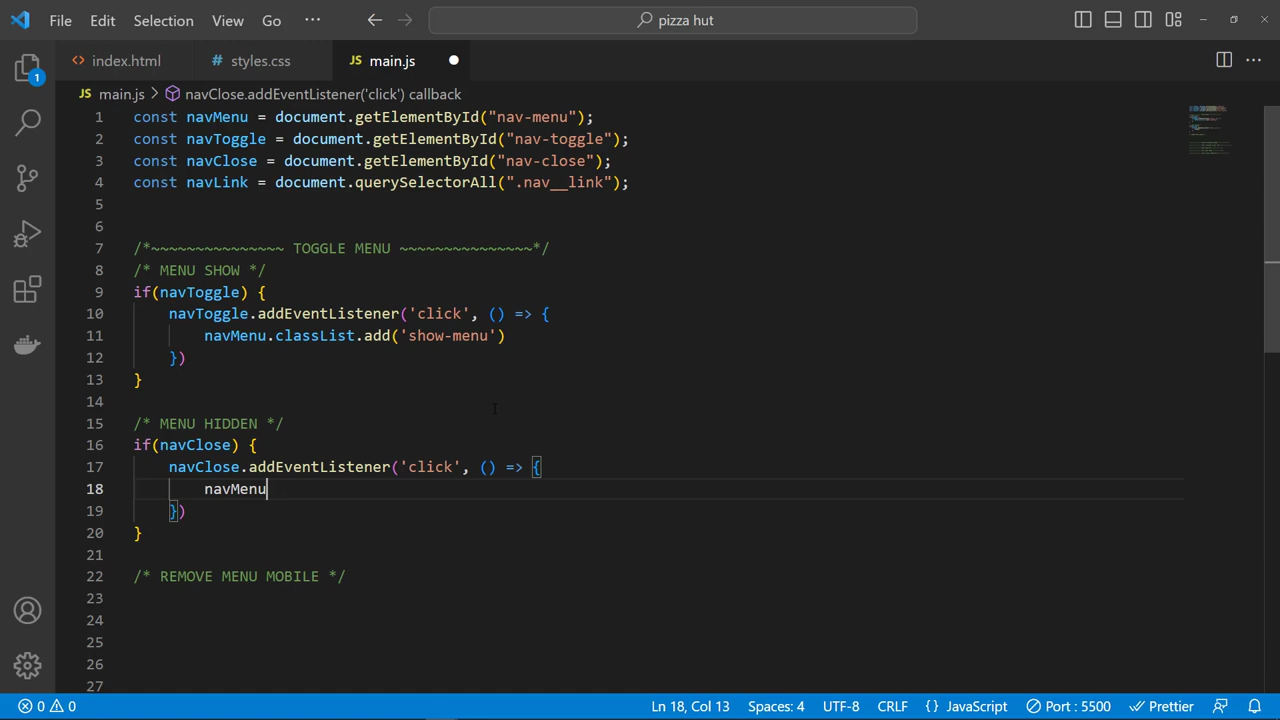 File Edit Selection View Go ··· pizza hut
index.html styles.css JS main.js
JS main.js > navClose.addEventListener('click') callback
1 const navMenu = document.getElementById("nav-menu");
2 const navToggle = document.getElementById("nav-toggle");
3 const navClose = document.getElementById("nav-close");
4 const navLink = document.querySelectorAll(".nav__link");
5
6
7 /*~~~~~~~~~~~~~~~ TOGGLE MENU ~~~~~~~~~~~~~~~*/
8 /* MENU SHOW */
9 if(navToggle) {
10 navToggle.addEventListener('click', () => {
11 navMenu.classList.add('show-menu')
12 })
13 }
14
15 /* MENU HIDDEN */
16 if(navClose) {
17 navClose.addEventListener('click', () => {
18 navMenu
19 })
20 }
21
22 /* REMOVE MENU MOBILE */
23
24
25
26
27
1
0 0 Ln 18, Col 13 Spaces: 4 UTF-8 CRLF {} JavaScript Port : 5500 Prettier